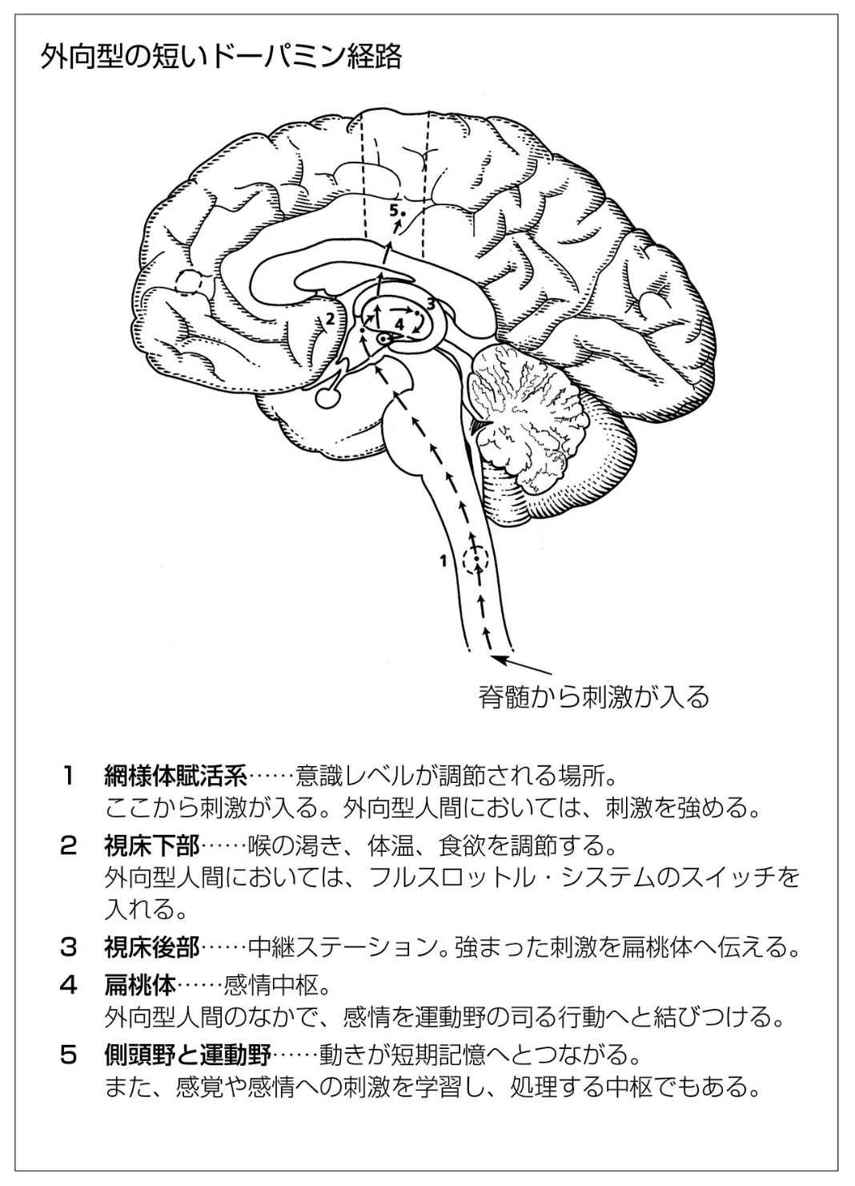 外向型の短いドーパミン経路
5
2
3
4
1
脊髄から刺激が入る
1 網様体賦活系……意識レベルが調節される場所。
ここから刺激が入る。外向型人間においては、刺激を強める。
2 視床下部……喉の渇き、体温、食欲を調節する。
外向型人間においては、フルスロットル・システムのスイッチを
入れる。
3 視床後部……中継ステーション。強まった刺激を扁桃体へ伝える。
4 扁桃体……感情中枢。
外向型人間のなかで、感情を運動野の司る行動へと結びつける。
5 側頭野と運動野……動きが短期記憶へとつながる。
また、感覚や感情への刺激を学習し、処理する中枢でもある。